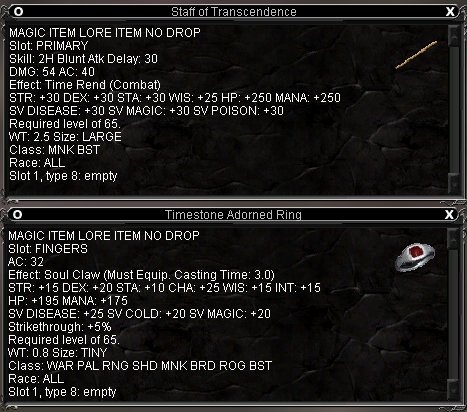 O Staff of Transcendence X
MAGIC ITEM LORE ITEM NO DROP
Slot: PRIMARY
Skill: 2H Blunt Atk Delay: 30
DMG: 54 AC: 40
Effect: Time Rend (Combat)
STR: +30 DEX: +30 STA: +30 WIS: +25 HP: +250 MANA: +250
SV DISEASE: +30 SV MAGIC: +30 SV POISON: +30
Required level of 65.
WT: 2.5 Size: LARGE
Class: MNK BST
Race: ALL
Slot 1, type 8: empty
O Timestone Adorned Ring X
MAGIC ITEM LORE ITEM NO DROP
Slot: FINGERS
AC: 32
Effect: Soul Claw (Must Equip. Casting Time: 3.0)
STR: +15 DEX: +20 STA: +10 CHA: +25 WIS: +15 INT: +15
HP: +195 MANA: +175
SV DISEASE: +25 SV COLD: +20 SV MAGIC: +20
Strikethrough: +5%
Required level of 65.
WT: 0.8 Size: TINY
Class: WAR PAL RNG SHD MNK BRD ROG BST
Race: ALL
Slot 1, type 8: empty